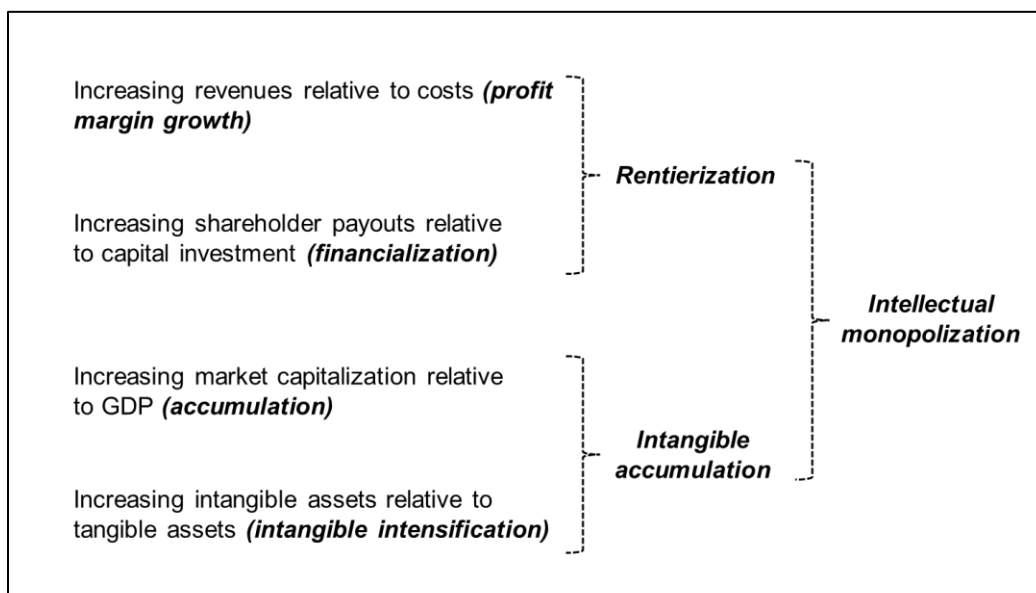 Increasing revenues relative to costs (profit
margin growth)
Rentierization
Increasing shareholder payouts relative
to capital investment (financialization)
Intellectual
monopolization
Increasing market capitalization relative
to GDP (accumulation)
Intangible
accumulation
Increasing intangible assets relative to
tangible assets (intangible intensification)